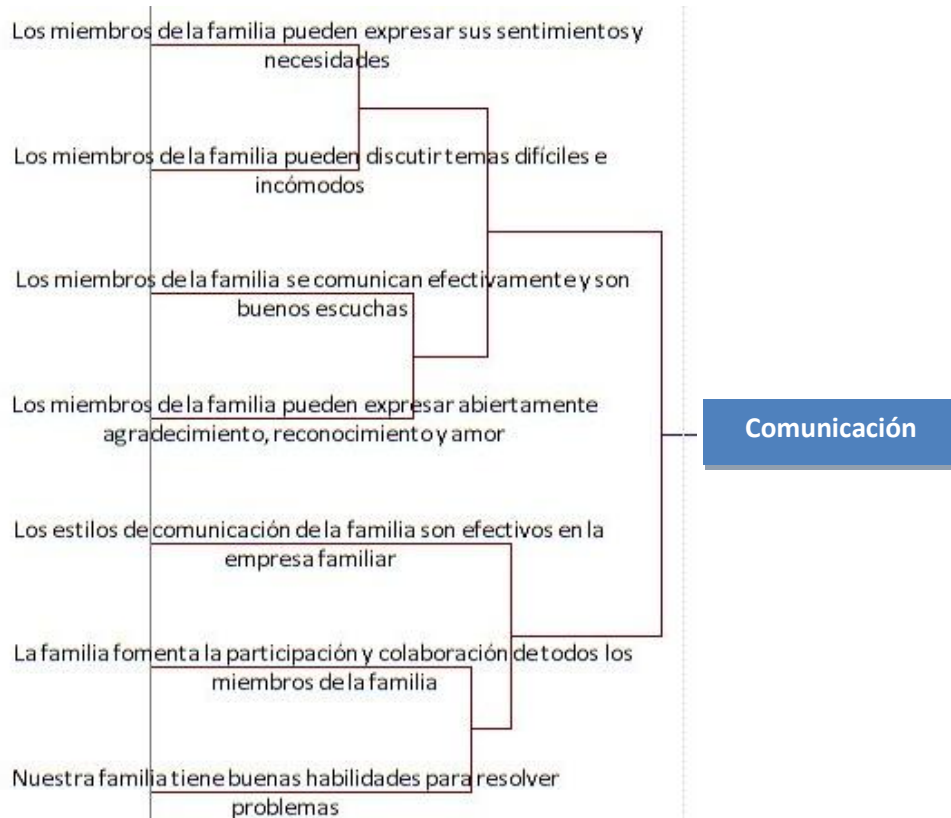 Los miembros de la familia pueden expresar sus sentimientos y
necesidades
Los miembros de la familia pueden discutir temas difíciles e
incómodos
Los miembros de la familia se comunican efectivamente y son
buenos escuchas
Los miembros de la familia pueden expresar abiertamente
agradecimiento, reconocimiento y amor
Comunicación
Los estilos de comunicación de la familia son efectivos en la
empresa familiar
La familia fomenta la participación y colaboración de todos los
miembros de la familia
Nuestra familia tiene buenas habilidades para resolver
problemas